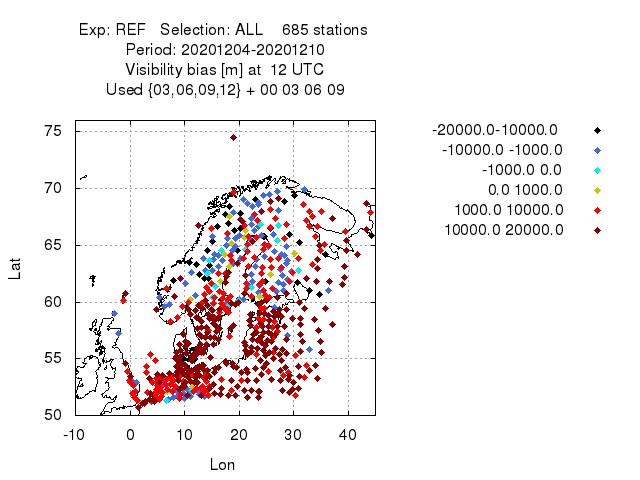 Exp: REF Selection: ALL 685 stations
Period: 20201204-20201210
Visibility bias [m] at 12 UTC
Used {03,06,09,12} + 00 03 06 09
-20000.0-10000.0
-10000.0 -1000.0
-1000.0 0.0
0.0 1000.0
1000.0 10000.0
10000.0 20000.0
75
70
65
60
55
50
Lat
-10 0 10 20 30 40
Lon